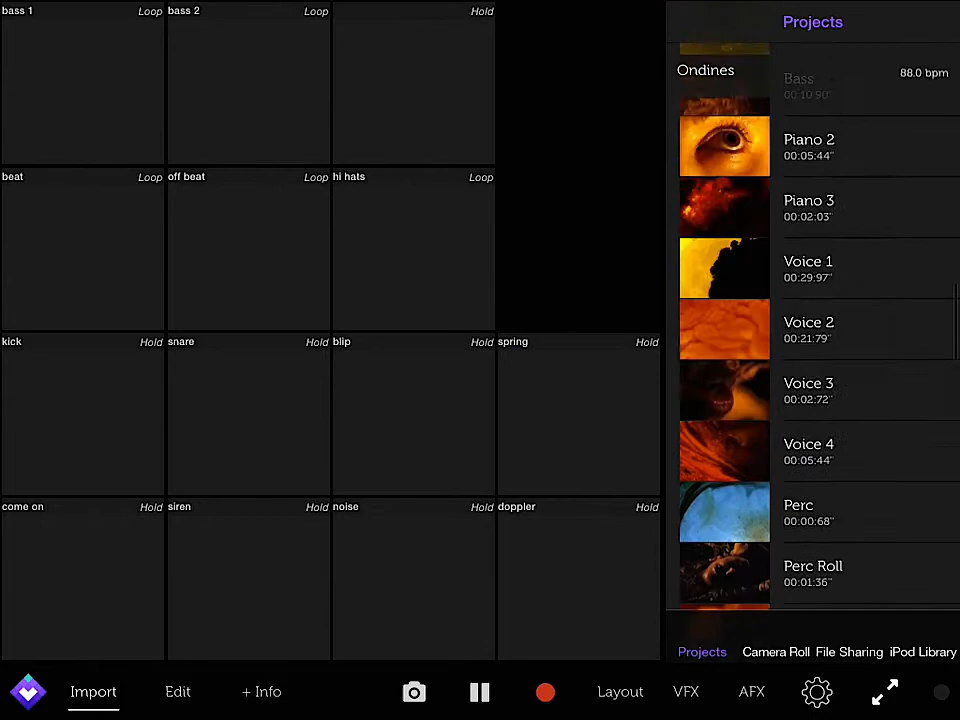 bass 1 Loop bass 2 Loop Hold
beat Loop off beat Loop hi hats Loop
kick Hold snare Hold blip Hold spring Hold
come on Hold siren Hold noise Hold doppler Hold
Projects
Ondines 88.0 bpm
Bass
00:10:90"
Piano 2
00:05:44"
Piano 3
00:02:03"
Voice 1
00:29:97"
Voice 2
00:21:79"
Voice 3
00:02:72"
Voice 4
00:05:44"
Perc
00:00:68"
Perc Roll
00:01:36"
Projects Camera Roll File Sharing iPod Library
Import Edit + Info Layout VFX AFX